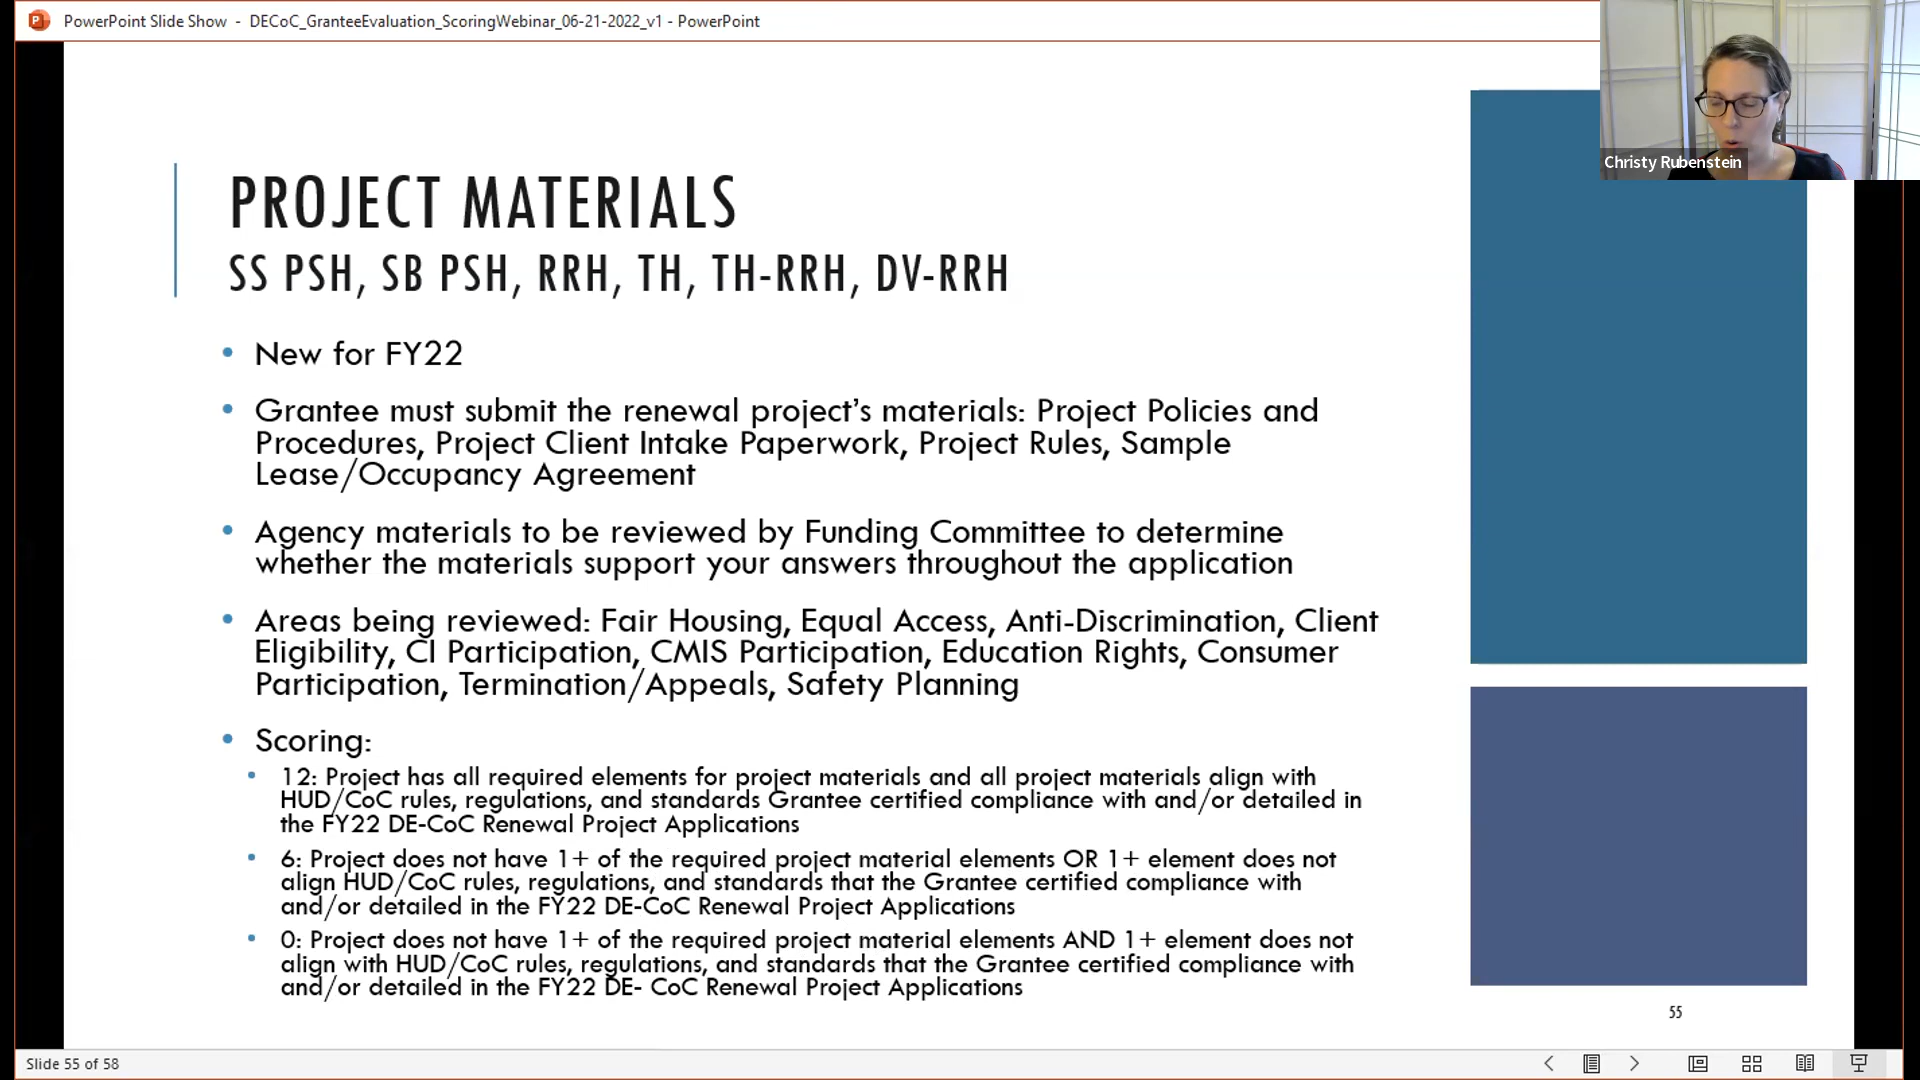 PowerPoint Slide Show - DECoC_GranteeEvaluation_ScoringWebinar_06-21-2022_v1 - PowerPoint
Christy Rubenstein
PROJECT MATERIALS
SS PSH, SB PSH, RRH, TH, TH-RRH, DV-RRH
• New for FY22
• Grantee must submit the renewal project’s materials: Project Policies and
Procedures, Project Client Intake Paperwork, Project Rules, Sample
Lease/Occupancy Agreement
• Agency materials to be reviewed by Funding Committee to determine
whether the materials support your answers throughout the application
• Areas being reviewed: Fair Housing, Equal Access, Anti-Discrimination, Client
Eligibility, CI Participation, CMIS Participation, Education Rights, Consumer
Participation, Termination/Appeals, Safety Planning
• Scoring:
• 12: Project has all required elements for project materials and all project materials align with
HUD/CoC rules, regulations, and standards Grantee certified compliance with and/or detailed in
the FY22 DE-CoC Renewal Project Applications
• 6: Project does not have 1+ of the required project material elements OR 1+ element does not
align HUD/CoC rules, regulations, and standards that the Grantee certified compliance with
and/or detailed in the FY22 DE-CoC Renewal Project Applications
• 0: Project does not have 1+ of the required project material elements AND 1+ element does not
align with HUD/CoC rules, regulations, and standards that the Grantee certified compliance with
and/or detailed in the FY22 DE- CoC Renewal Project Applications
55
Slide 55 of 58